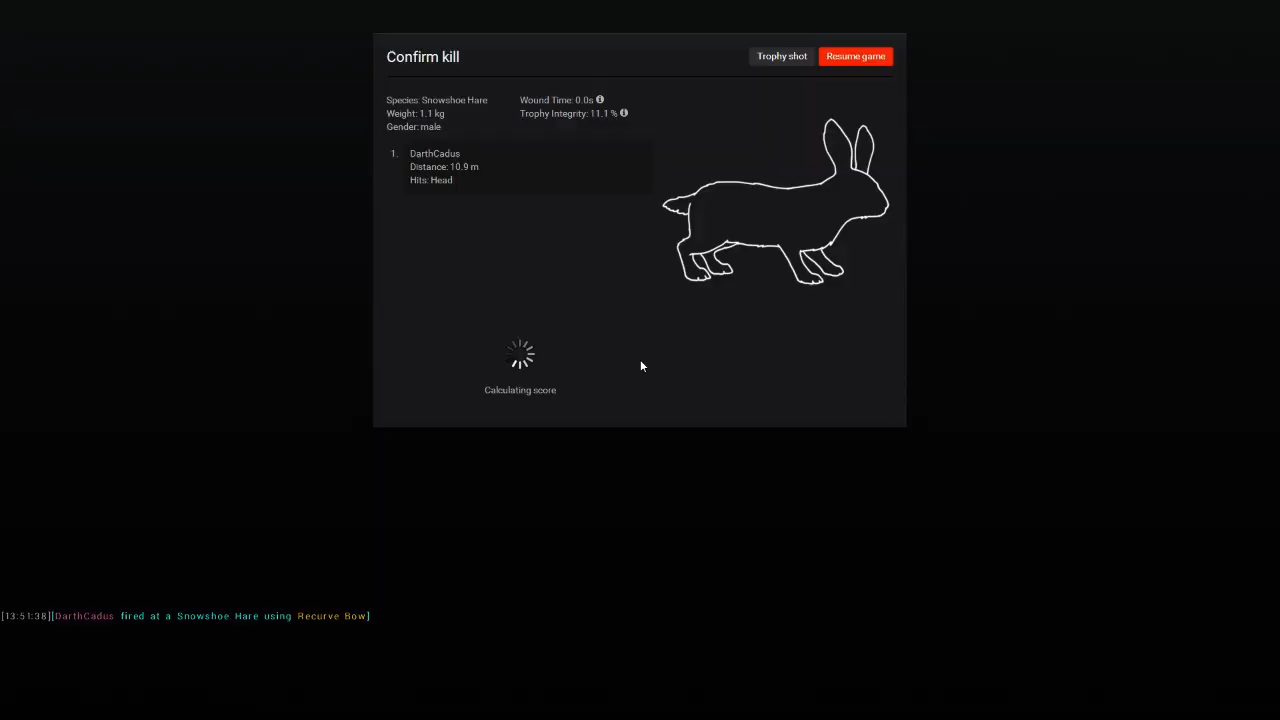 Confirm kill
Trophy shot
Resume game
Species: Snowshoe Hare
Weight: 1.1 kg
Gender: male
Wound Time: 0.0s
Trophy Integrity: 11.1 %
1. DarthCadus
Distance: 10.9 m
Hits: Head
Calculating score
[13:51:38][DarthCadus fired at a Snowshoe Hare using Recurve Bow]